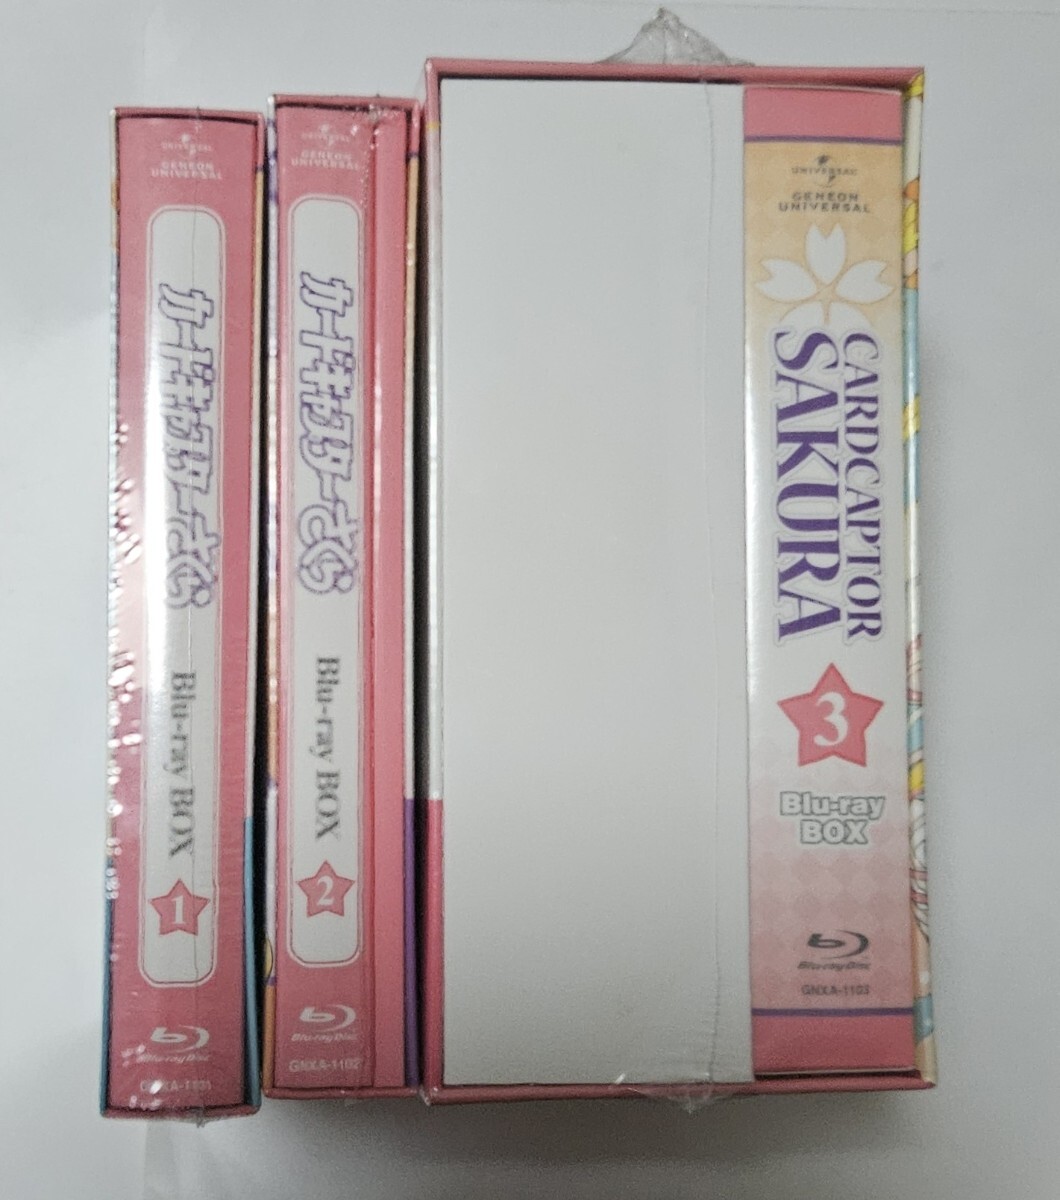 UNIVERSAL
GENEON
UNIVERSAL
カードキャプターさくら
Blu-ray BOX
1
Blu-ray Disc
UNIVERSAL
GENEON
UNIVERSAL
カードキャプターさくら
Blu-ray BOX
2
Blu-ray Disc
GNXA-1102
UNIVERSAL
GENEON
UNIVERSAL
CARDCAPTOR
SAKURA
3
Blu-ray
BOX
Blu-ray Disc
GNXA-1103